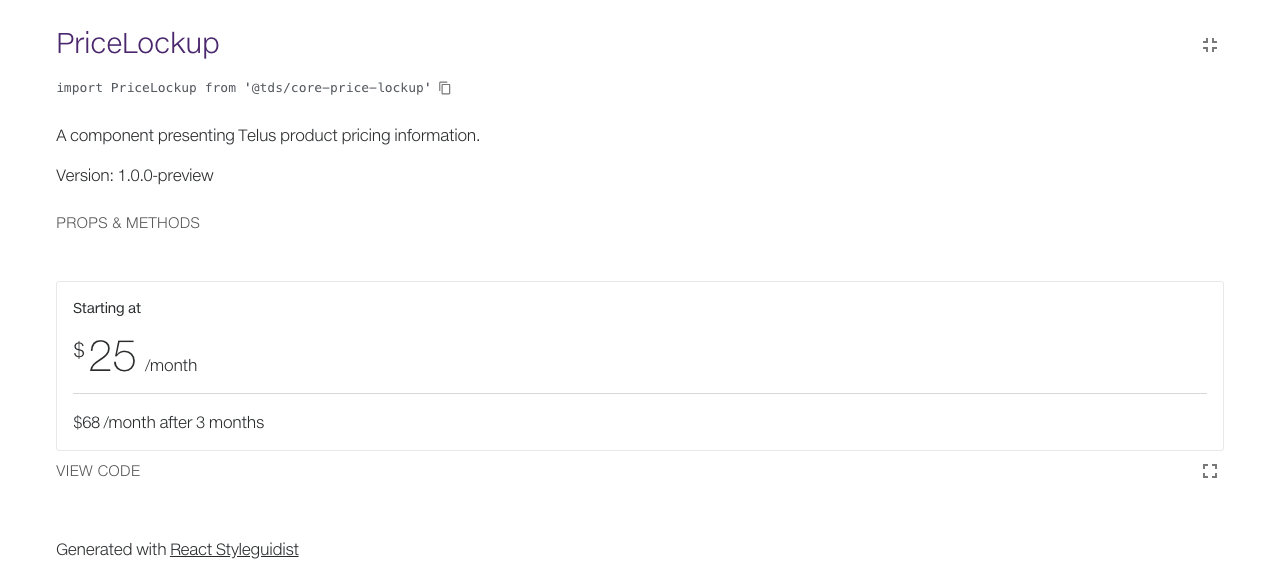 PriceLockup
import PriceLockup from '@tds/core-price-lockup'
A component presenting Telus product pricing information.
Version: 1.0.0-preview
PROPS & METHODS
Starting at
$25 /month
$68 /month after 3 months
VIEW CODE
Generated with React Styleguidist